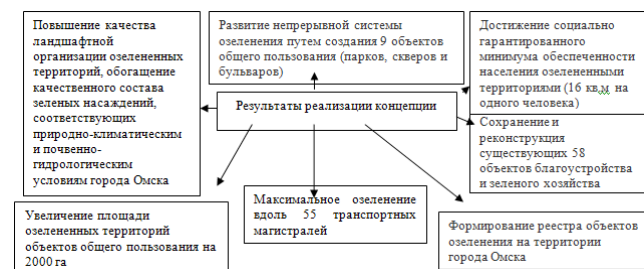 Повышение качества
ландшафтной
организации озелененных
территорий, обогащение
качественного состава
зеленых насаждений,
соответствующих
природно-климатическим
и почвенно-
гидрологическим
условиям города Омска
Развитие непрерывной системы
озеленения путем создания 9 объектов
общего пользования (парков, скверов и
бульваров)
Достижение социально
гарантированного
минимума обеспеченности
населения озелененными
территориями (16 кв.м на
одного человека)
Результаты реализации концепции
Сохранение и
реконструкция
существующих 58
объектов благоустройства
и зеленого хозяйства
Увеличение площади
озелененных территорий
объектов общего пользования на
2000 га
Максимальное озеленение
вдоль 55 транспортных
магистралей
Формирование реестра объектов
озеленения на территории
города Омска